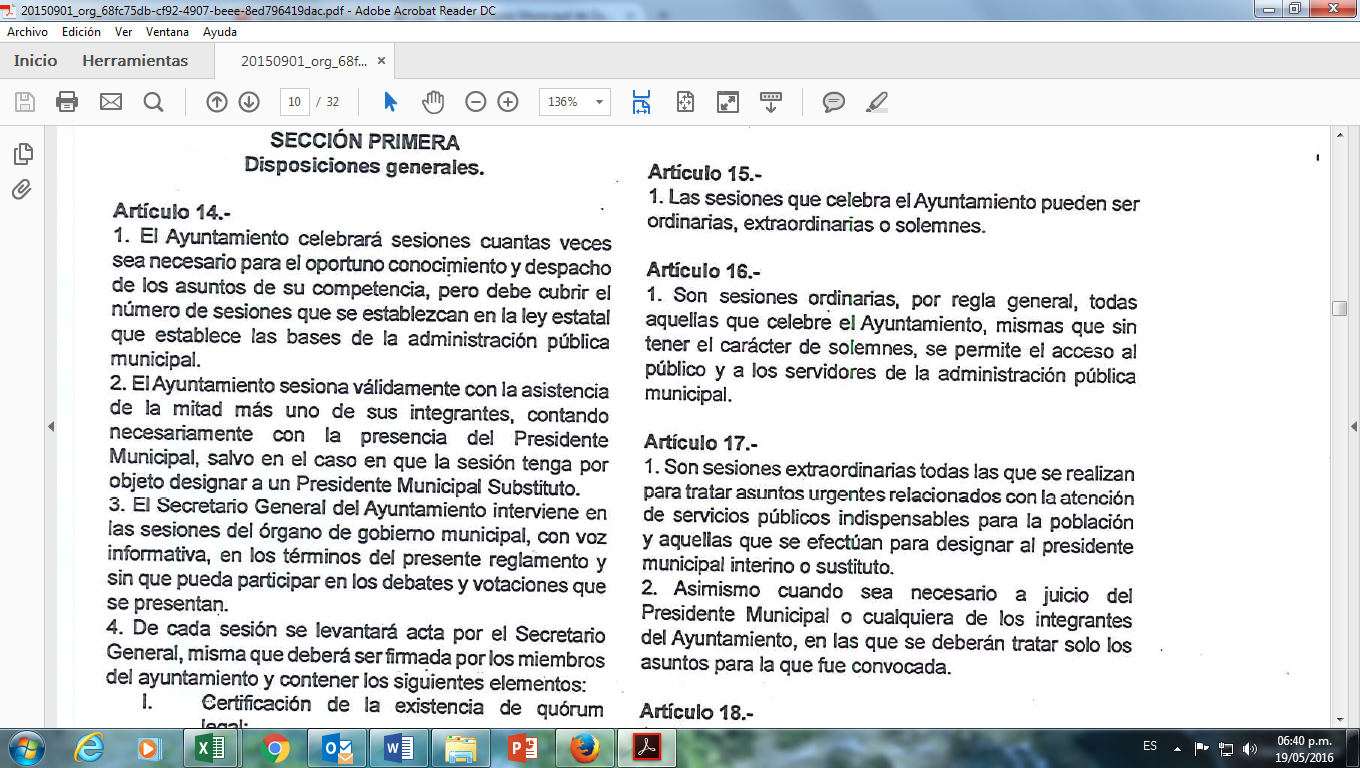 20150901_org_68fc75db-cf92-4907-beee-8ed796419dac.pdf - Adobe Acrobat Reader DC
Archivo Edición Ver Ventana Ayuda
Inicio Herramientas 20150901_org_68f... ×
10 / 32 136%
SECCIÓN PRIMERA
Disposiciones generales.
Artículo 14.-
1. El Ayuntamiento celebrará sesiones cuantas veces
sea necesario para el oportuno conocimiento y despacho
de los asuntos de su competencia, pero debe cubrir el
número de sesiones que se establezcan en la ley estatal
que establece las bases de la administración pública
municipal.
2. El Ayuntamiento sesiona válidamente con la asistencia
de la mitad más uno de sus integrantes, contando
necesariamente con la presencia del Presidente
Municipal, salvo en el caso en que la sesión tenga por
objeto designar a un Presidente Municipal Substituto.
3. El Secretario General del Ayuntamiento interviene en
las sesiones del órgano de gobierno municipal, con voz
informativa, en los términos del presente reglamento y
sin que pueda participar en los debates y votaciones que
se presentan.
4. De cada sesión se levantará acta por el Secretario
General, misma que deberá ser firmada por los miembros
del ayuntamiento y contener los siguientes elementos:
I. Certificación de la existencia de quórum
legal:
Artículo 15.-
1. Las sesiones que celebra el Ayuntamiento pueden ser
ordinarias, extraordinarias o solemnes.
Artículo 16.-
1. Son sesiones ordinarias, por regla general, todas
aquellas que celebre el Ayuntamiento, mismas que sin
tener el carácter de solemnes, se permite el acceso al
público y a los servidores de la administración pública
municipal.
Artículo 17.-
1. Son sesiones extraordinarias todas las que se realizan
para tratar asuntos urgentes relacionados con la atención
de servicios públicos indispensables para la población
y aquellas que se efectúan para designar al presidente
municipal interino o sustituto.
2. Asimismo cuando sea necesario a juicio del
Presidente Municipal o cualquiera de los integrantes
del Ayuntamiento, en las que se deberán tratar solo los
asuntos para la que fue convocada.
Artículo 18.-
ES 06:40 p.m.
19/05/2016